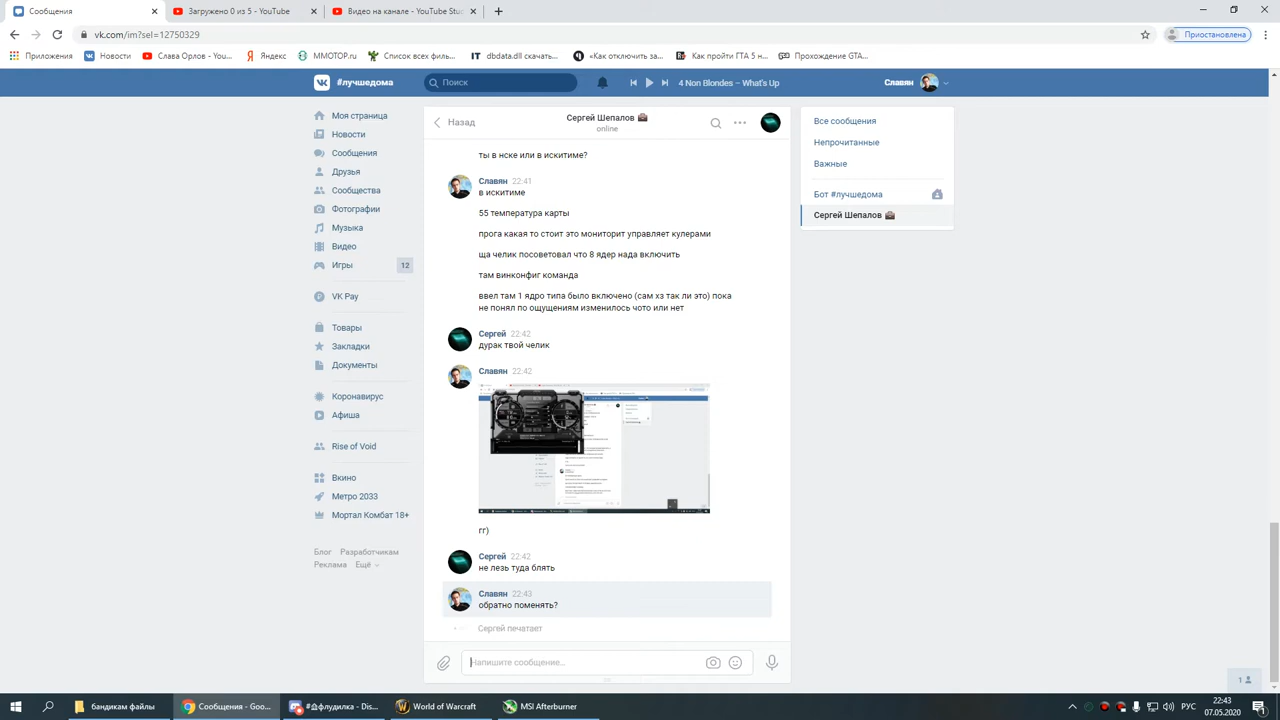 Сообщения
Загружено 0 из 5 - YouTube
Видео на канале - YouTube Stu
vk.com/im?sel=12750329
Приостановлена
Приложения
Новости
Слава Орлов - You...
Яндекс
MMOTOP.ru
Список всех фильм...
dbdata.dll скачать...
«Как отключить за...
Как пройти ГТА 5 н...
Прохождение GTA...
#лучшедома
Поиск
4 Non Blondes – What's Up
Славян
Моя страница
Новости
Сообщения
Друзья
Сообщества
Фотографии
Музыка
Видео
Игры
12
VK Pay
Товары
Закладки
Документы
Коронавирус
Афиша
Rise of Void
Вкино
Метро 2033
Мортал Комбат 18+
Блог Разработчикам
Реклама Ещё
Назад
Сергей Шепалов
online
ты в нске или в искитиме?
Славян 22:41
в искитиме
55 температура карты
прога какая то стоит это мониторит управляет кулерами
ща челик посоветовал что 8 ядер нада включить
там винконфиг команда
ввел там 1 ядро типа было включено (сам хз так ли это) пока
не понял по ощущениям изменилось чото или нет
Сергей 22:42
дурак твой челик
Славян 22:42
гг)
Сергей 22:42
не лезь туда блять
Славян 22:43
обратно поменять?
Сергей печатает
Напишите сообщение...
Все сообщения
Непрочитанные
Важные
Бот #лучшедома
Сергей Шепалов
1
бандикам файлы
Сообщения - Goo...
World of Warcraft
MSI Afterburner
РУС
22:43
07.05.2020